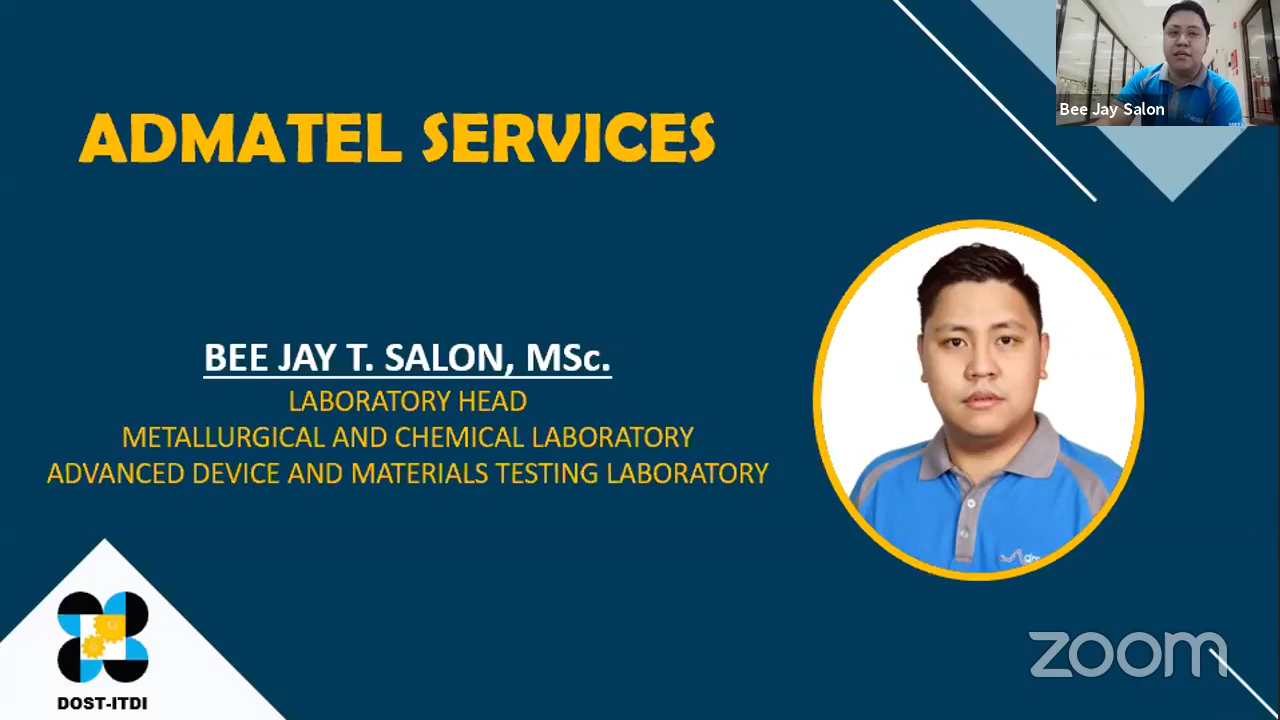 Bee Jay Salon
ADMATEL SERVICES
BEE JAY T. SALON, MSc.
LABORATORY HEAD
METALLURGICAL AND CHEMICAL LABORATORY
ADVANCED DEVICE AND MATERIALS TESTING LABORATORY
DOST-ITDI
zoom